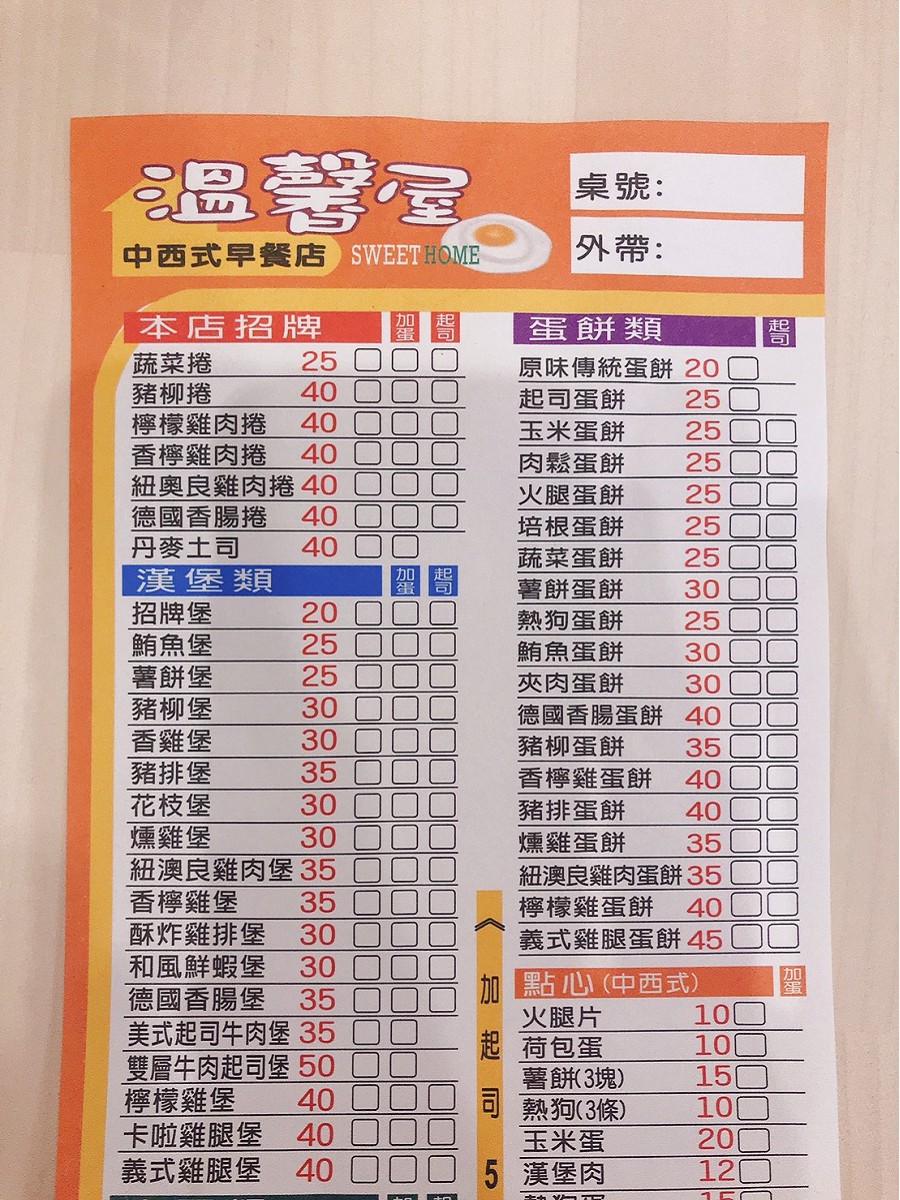 溫馨屋
中西式早餐店 SWEET HOME
桌號:
外帶:
本店招牌 加蛋 起司
蔬菜捲 25
豬柳捲 40
檸檬雞肉捲 40
香檸雞肉捲 40
紐奧良雞肉捲 40
德國香腸捲 40
丹麥土司 40
漢堡類 加蛋 起司
招牌堡 20
鮪魚堡 25
薯餅堡 25
豬柳堡 30
香雞堡 30
豬排堡 35
花枝堡 30
燻雞堡 30
紐澳良雞肉堡 35
香檸雞堡 35
酥炸雞排堡 30
和風鮮蝦堡 30
德國香腸堡 35
美式起司牛肉堡 35
雙層牛肉起司堡 50
檸檬雞堡 40
卡啦雞腿堡 40
義式雞腿堡 40
《加起司5
蛋餅類 起司
原味傳統蛋餅 20
起司蛋餅 25
玉米蛋餅 25
肉鬆蛋餅 25
火腿蛋餅 25
培根蛋餅 25
蔬菜蛋餅 25
薯餅蛋餅 30
熱狗蛋餅 25
鮪魚蛋餅 30
夾肉蛋餅 30
德國香腸蛋餅 40
豬柳蛋餅 35
香檸雞蛋餅 40
豬排蛋餅 40
燻雞蛋餅 35
紐澳良雞肉蛋餅 35
檸檬雞蛋餅 40
義式雞腿蛋餅 45
點心(中西式) 加蛋
火腿片 10
荷包蛋 10
薯餅(3塊) 15
熱狗(3條) 10
玉米蛋 20
漢堡肉 12